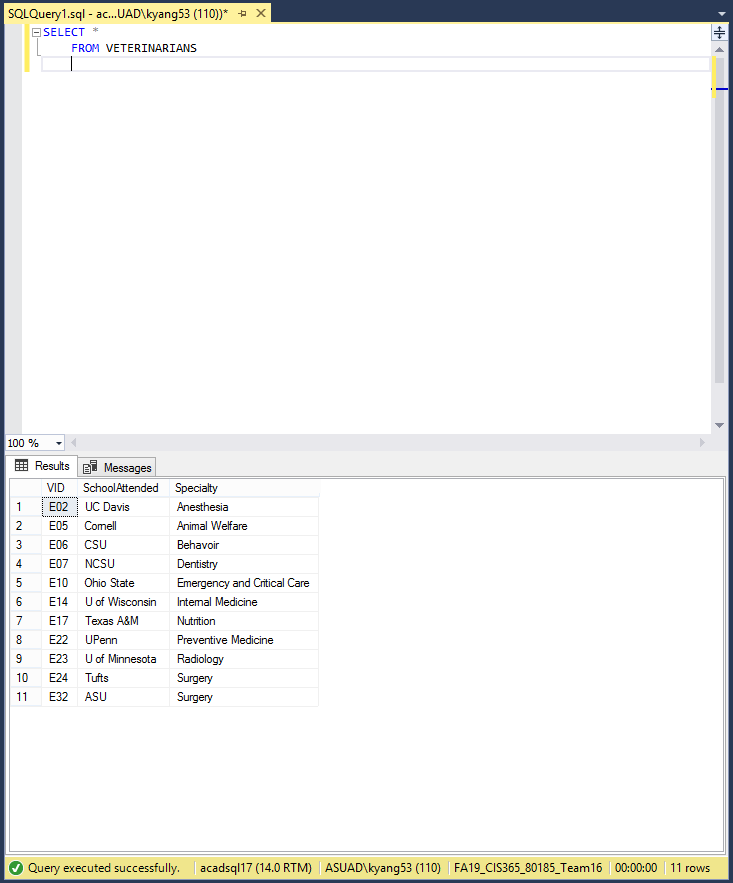 SQLQuery1.sql - ac...UAD\kyang53 (110))*
SELECT *
FROM VETERINARIANS
100 %
Results Messages
VID SchoolAttended Specialty
1 E02 UC Davis Anesthesia
2 E05 Cornell Animal Welfare
3 E06 CSU Behavoir
4 E07 NCSU Dentistry
5 E10 Ohio State Emergency and Critical Care
6 E14 U of Wisconsin Internal Medicine
7 E17 Texas A&M Nutrition
8 E22 UPenn Preventive Medicine
9 E23 U of Minnesota Radiology
10 E24 Tufts Surgery
11 E32 ASU Surgery
Query executed successfully. acadsql17 (14.0 RTM) ASUAD\kyang53 (110) FA19_CIS365_80185_Team16 00:00:00 11 rows